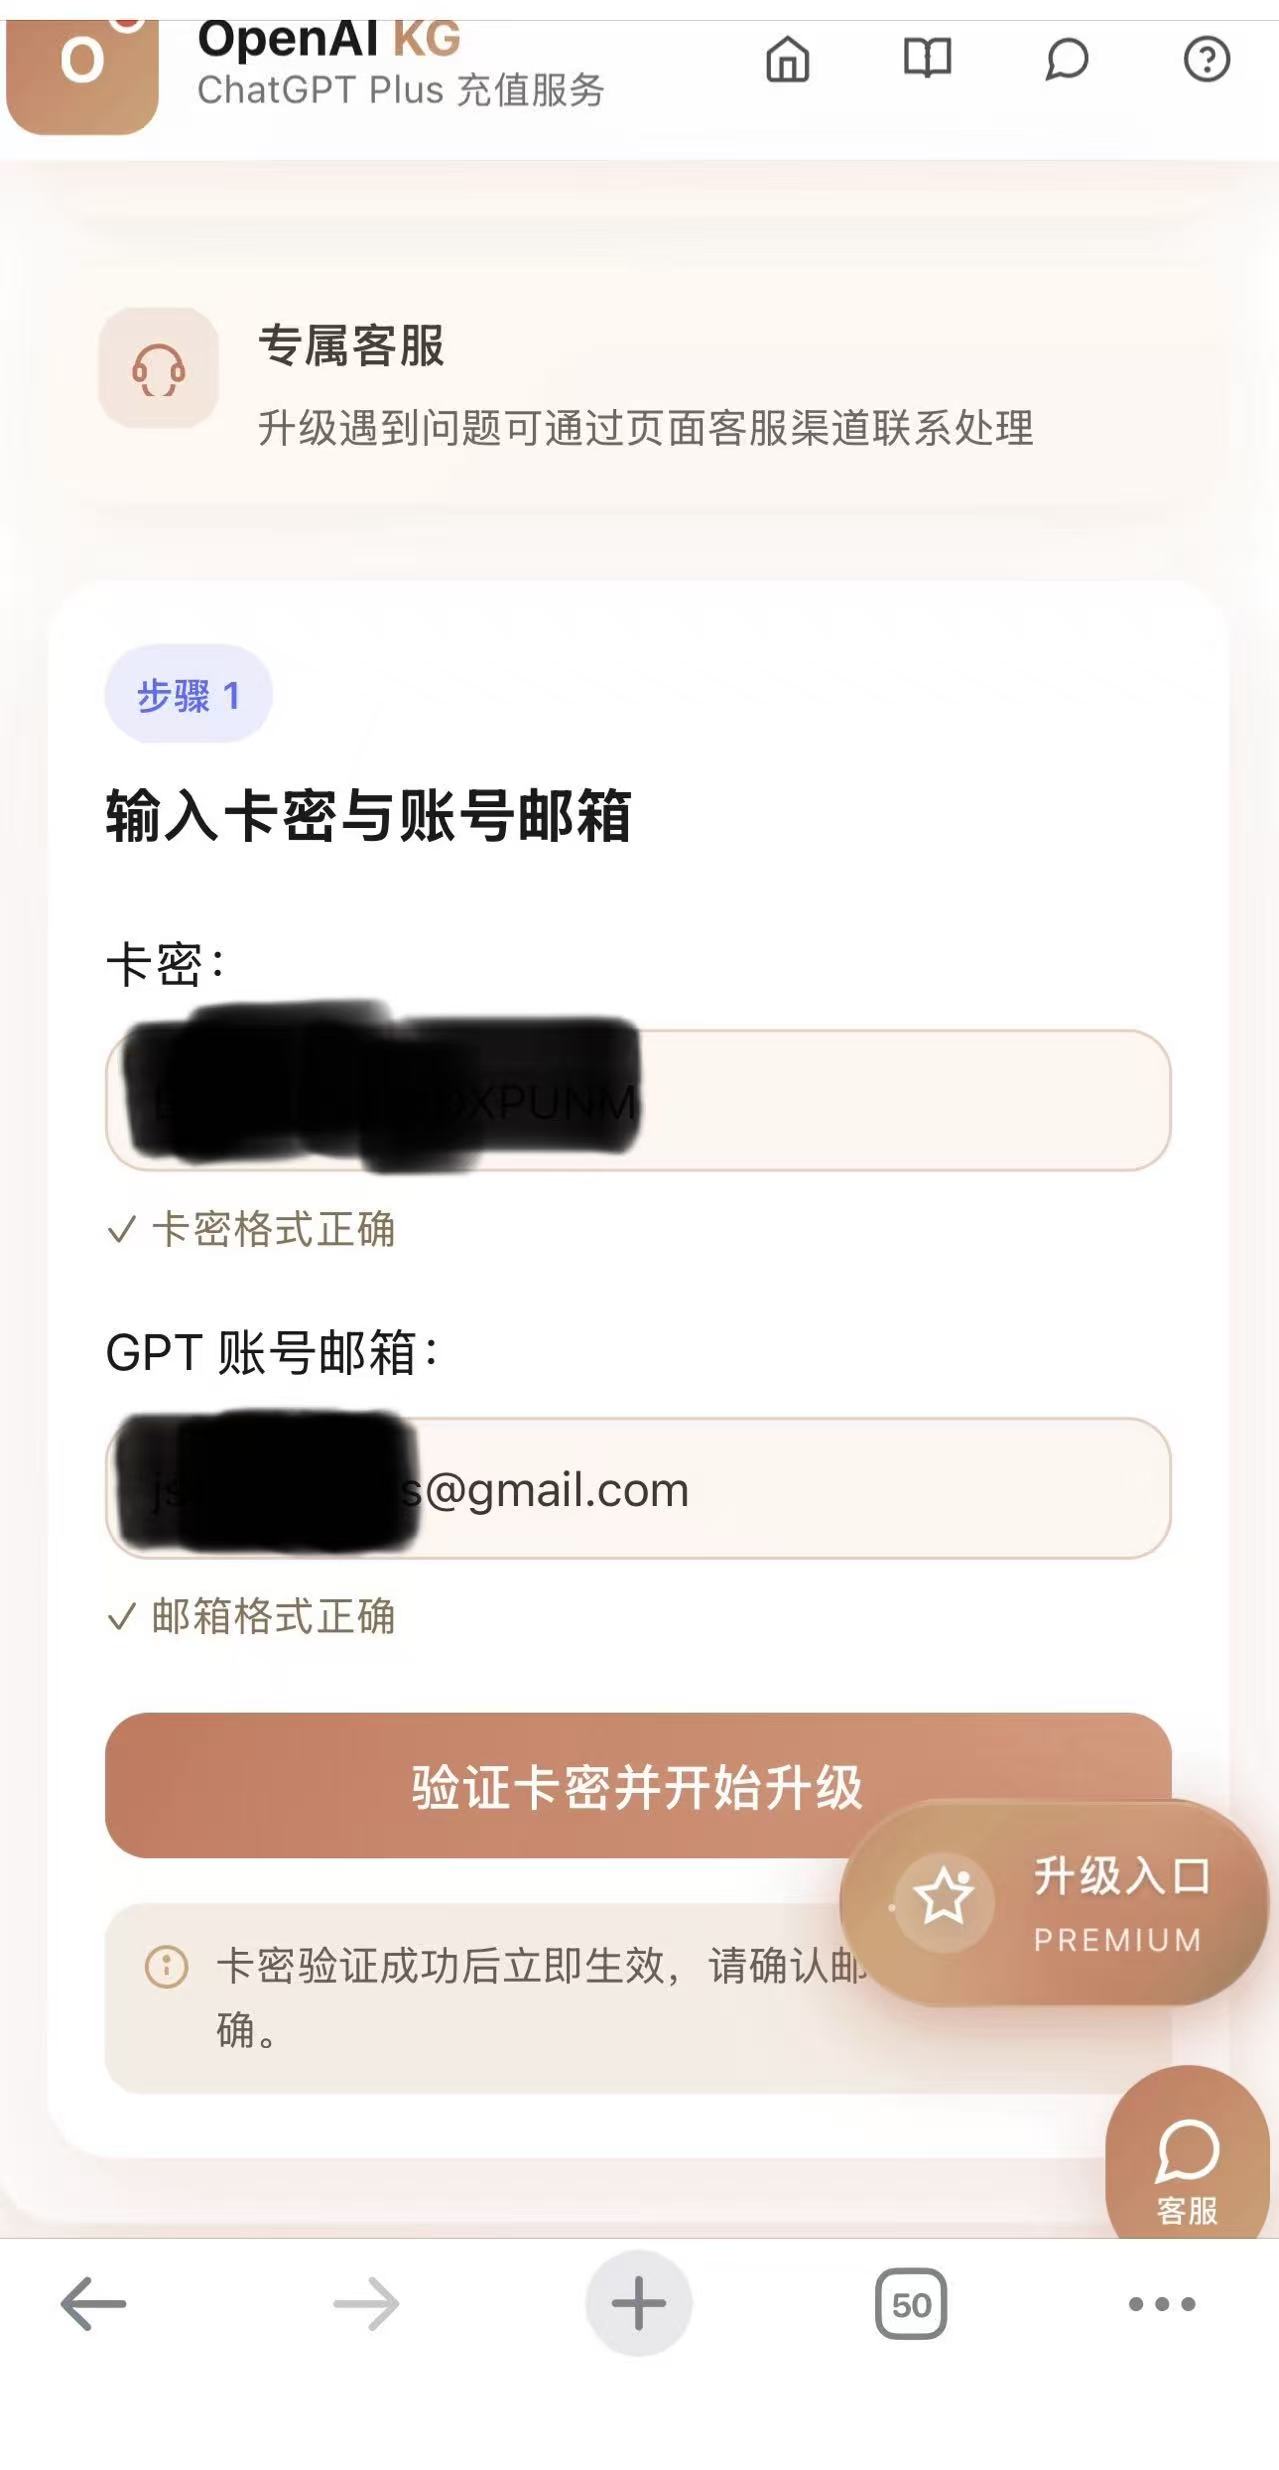 O
OpenAI KG
ChatGPT Plus 充值服务
专属客服
升级遇到问题可通过页面客服渠道联系处理
步骤 1
输入卡密与账号邮箱
卡密：
✓ 卡密格式正确
GPT 账号邮箱：
s@gmail.com
✓ 邮箱格式正确
验证卡密并开始升级
升级入口
PREMIUM
卡密验证成功后立即生效，请确认邮
确。
客服
50